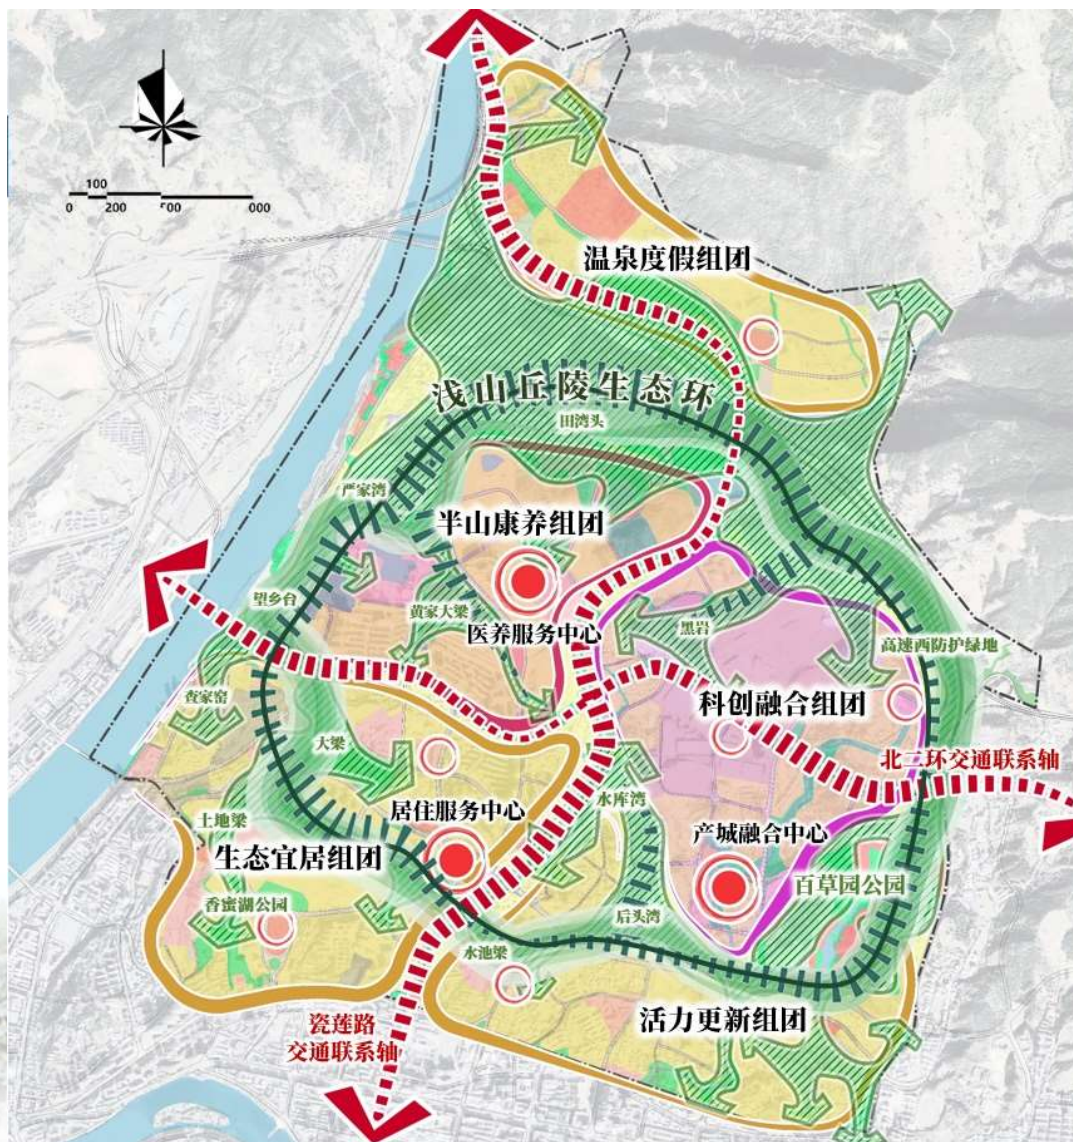 100
0 200 500 000
温泉度假组团
浅山丘陵生态环
田湾头
严家湾
半山康养组团
望乡台
黄家大梁
医养服务中心
黑岩
高速西防护绿地
查家窑
科创融合组团
大梁
北二环交通联系轴
居住服务中心
水库湾
土地梁
产城融合中心
生态宜居组团
百草园公园
香蜜湖公园
后头湾
水池梁
活力更新组团
瓷莲路
交通联系轴